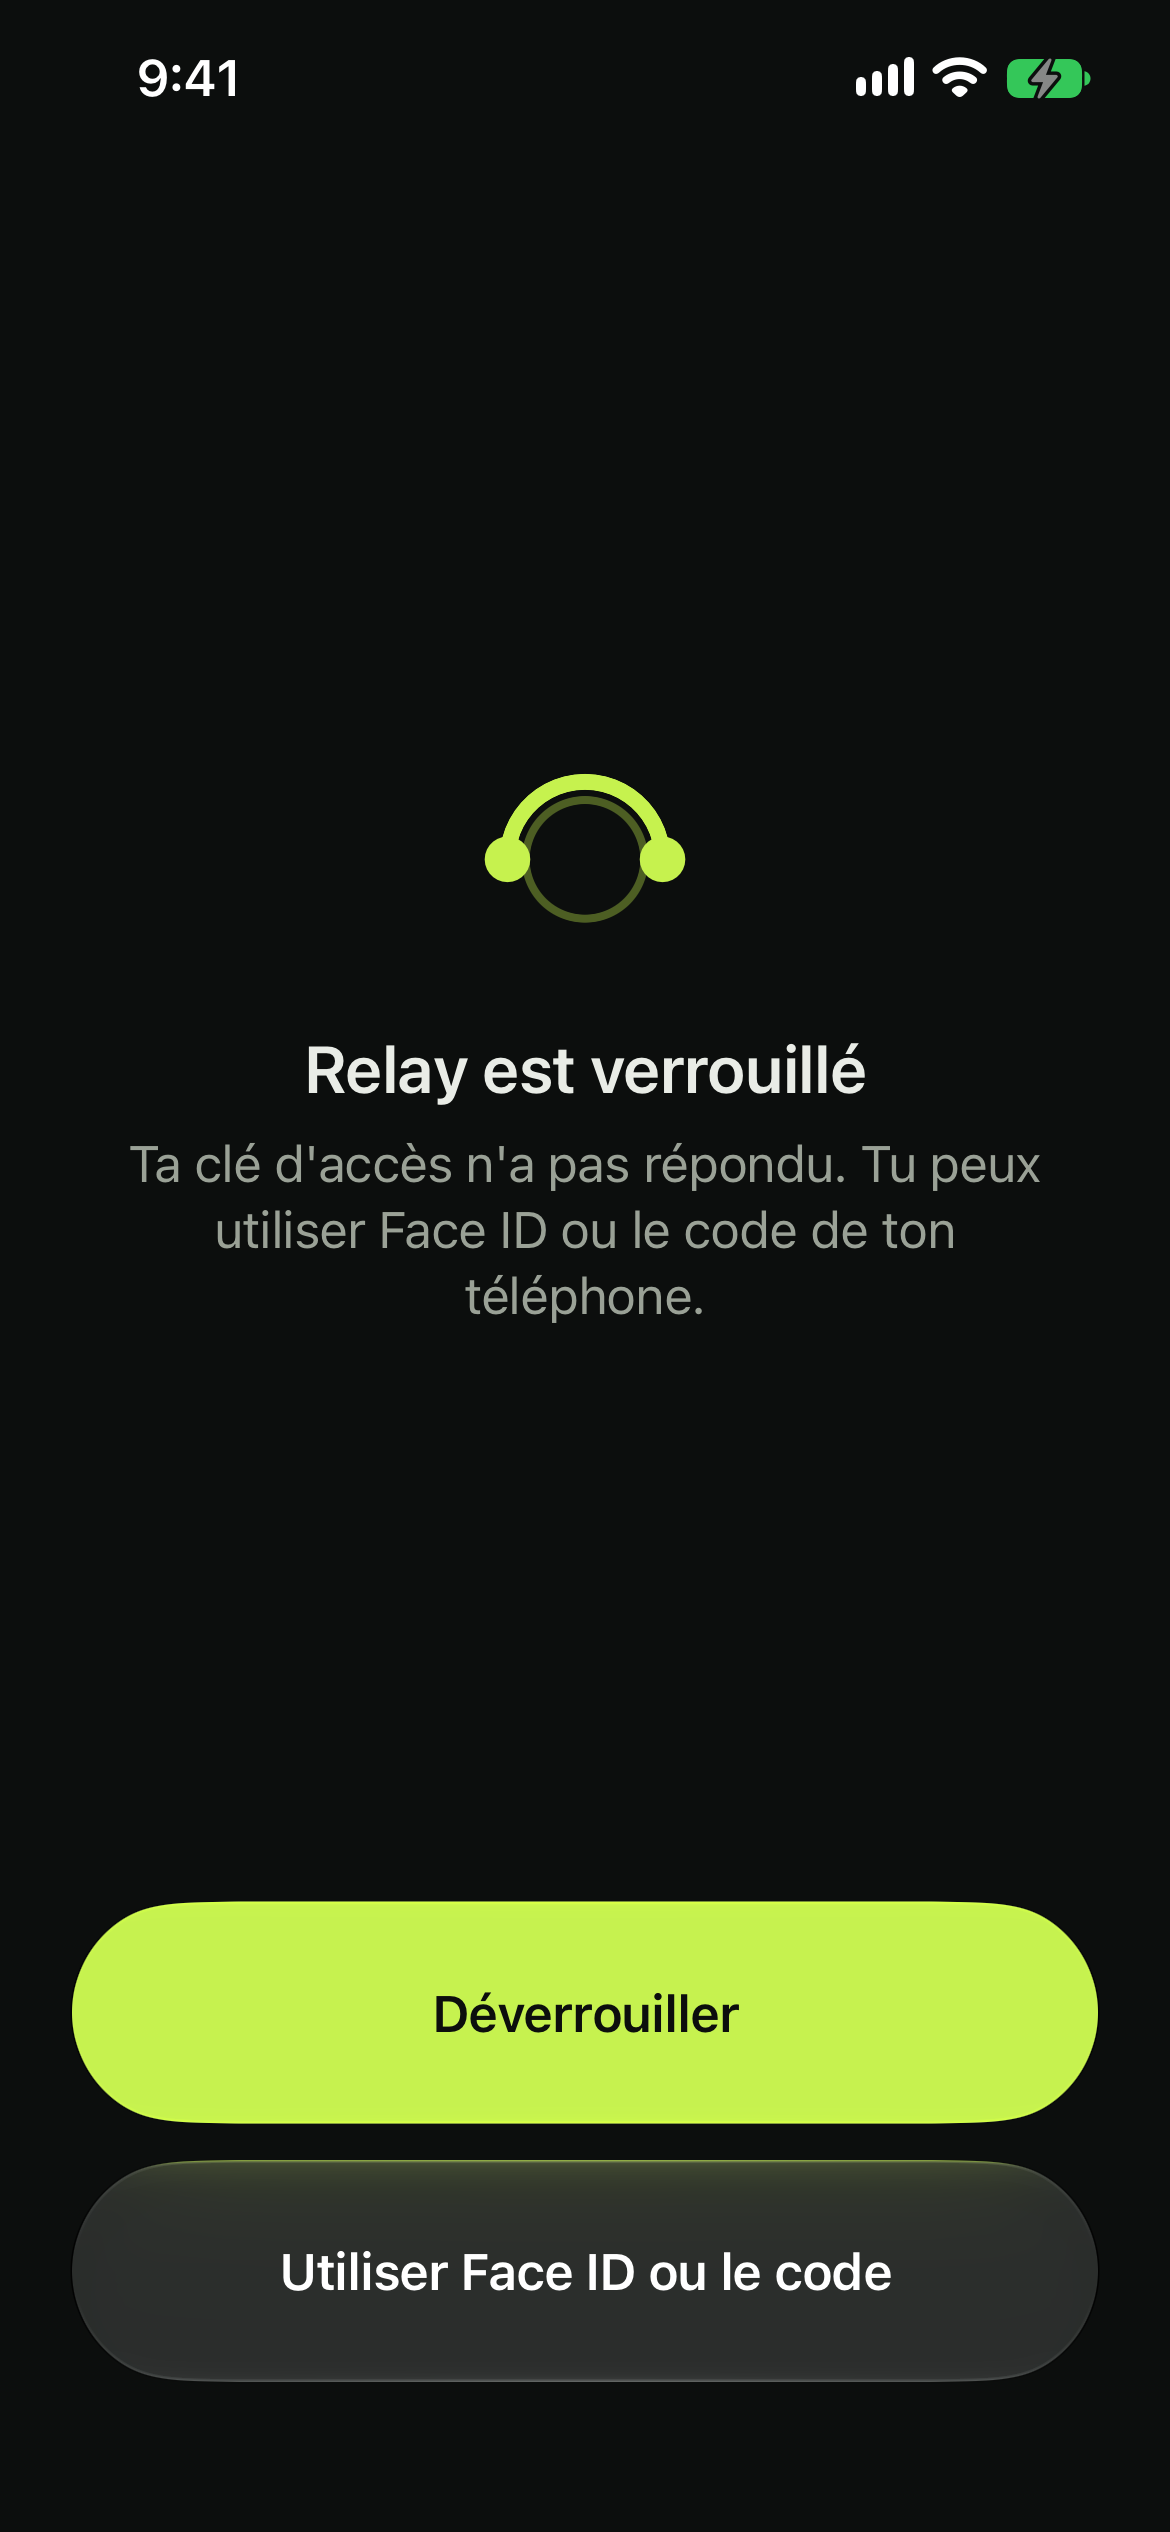 9:41
Relay est verrouillé
Ta clé d'accès n'a pas répondu. Tu peux
utiliser Face ID ou le code de ton
téléphone.
Déverrouiller
Utiliser Face ID ou le code